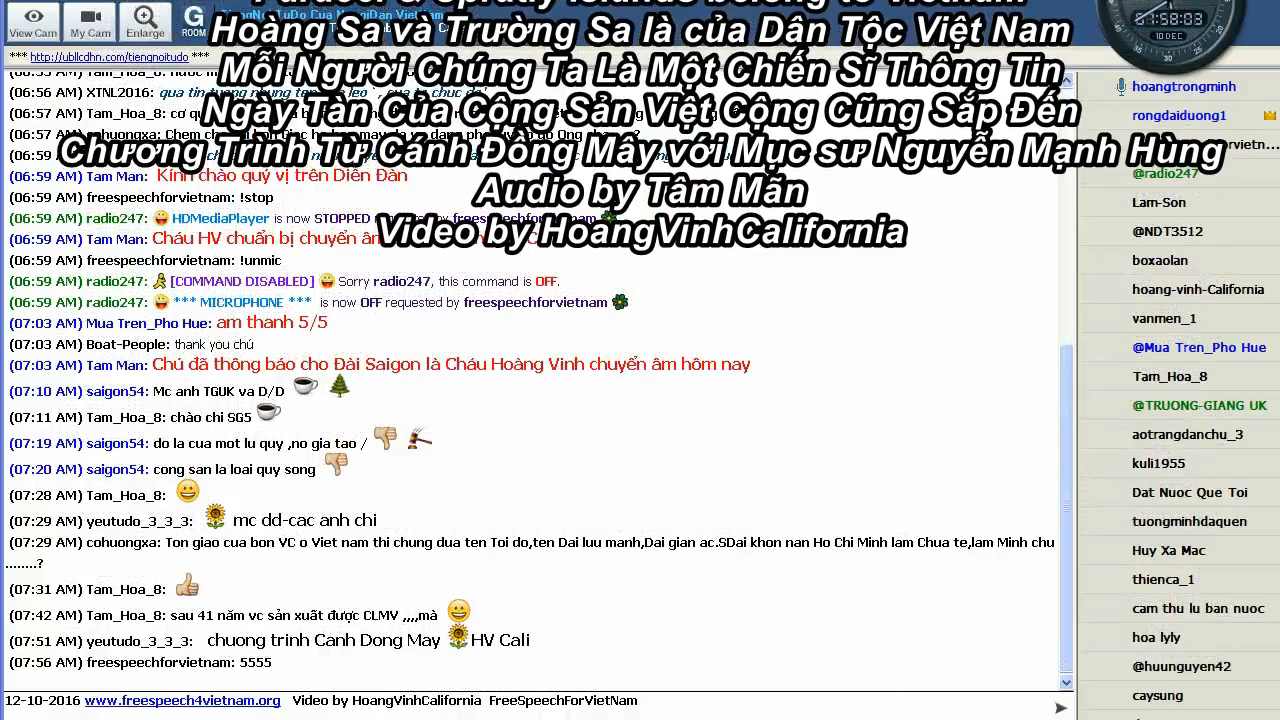 Paracel & Spratly Islands belong to Vietnam
View Cam My Cam Enlarge G ROOM
Hoàng Sa và Trường Sa là của Dân Tộc Việt Nam
01:58:03
10 DEC
30
*** http://ubllcdhn.com/tiengnoitudo ***
Mỗi Người Chúng Ta Là Một Chiến Sĩ Thông Tin
(06:56 AM) XTNL2016:
Ngày Tàn Của Cộng Sản Việt Cộng Cũng Sắp Đến
(06:57 AM)
(06:57 AM) cohuongxa:
Chương Trình Từ Cánh Đồng Mây với Mục sư Nguyễn Mạnh Hùng
(06:59 AM) Tam Man: Kính chào quý vị trên Diên Đàn
Audio by Tâm Mãn
(06:59 AM) freespeechforvietnam: !stop
(06:59 AM) radio247: HDMediaPlayer is now STOPPED by freespeechforvietnam
(06:59 AM) Tam Man: Cháu HV chuẩn bị chuyển âm
Video by HoangVinhCalifornia
(06:59 AM) freespeechforvietnam: !unmic
(06:59 AM) radio247: [COMMAND DISABLED] Sorry radio247, this command is OFF.
(06:59 AM) radio247: *** MICROPHONE *** is now OFF requested by freespeechforvietnam
(07:03 AM) Mua Tren_Pho Hue: am thanh 5/5
(07:03 AM) Boat-People: thank you chú
(07:03 AM) Tam Man: Chú đã thông báo cho Đài Saigon là Cháu Hoàng Vinh chuyển âm hôm nay
(07:10 AM) saigon54: Mc anh TGUK va D/D
(07:11 AM) Tam_Hoa_8: chào chi SG5
(07:19 AM) saigon54: do la cua mot lu quy ,no gia tao /
(07:20 AM) saigon54: cong san la loai quy song
(07:28 AM) Tam_Hoa_8:
(07:29 AM) yeutudo_3_3_3: mc dd-cac anh chi
(07:29 AM) cohuongxa: Ton giao cua bon VC o Viet nam thi chung dua ten Toi do,ten Dai luu manh,Dai gian ac.SDai khon nan Ho Chi Minh lam Chua te,lam Minh chu
........?
(07:31 AM) Tam_Hoa_8:
(07:42 AM) Tam_Hoa_8: sau 41 năm vc sản xuất được CLMV ,,,,mà
(07:51 AM) yeutudo_3_3_3: chuong trinh Canh Dong May HV Cali
(07:56 AM) freespeechforvietnam: 5555
12-10-2016 www.freespeech4vietnam.org Video by HoangVinhCalifornia FreeSpeechForVietNam
hoangtrongminh
rongdaiduong1
@radio247
Lam-Son
@NDT3512
boxaolan
hoang-vinh-California
vanmen_1
@Mua Tren_Pho Hue
Tam_Hoa_8
@TRUONG-GIANG UK
aotrangdanchu_3
kuli1955
Dat Nuoc Que Toi
tuongminhdaquen
Huy Xa Mac
thienca_1
cam thu lu ban nuoc
hoa lyly
@huunguyen42
caysung